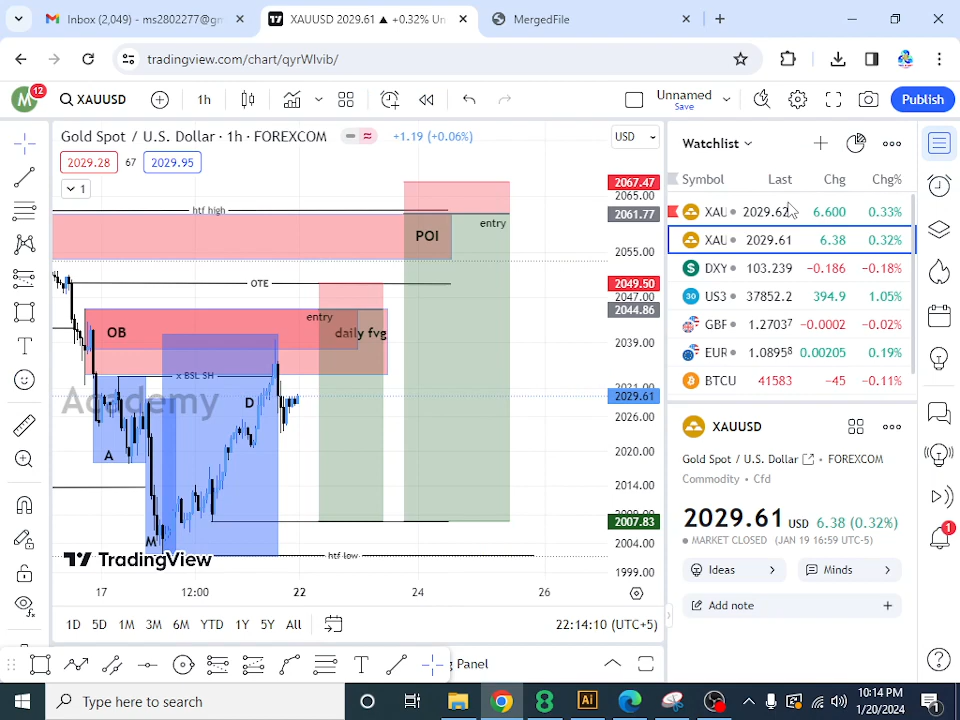 Inbox (2,049) - ms2802277@gn
XAUUSD 2029.61 ▲ +0.32% Un
MergedFile
tradingview.com/chart/qyrWlvib/
M
12
XAUUSD
1h
Unnamed
Save
Publish
Gold Spot / U.S. Dollar · 1h · FOREXCOM
+1.19 (+0.06%)
USD
2029.28
67
2029.95
1
htf high
POI
entry
OTE
entry
OB
daily fvg
x BSL SH
Academy
D
A
M
htf low
TradingView
2067.47
2065.00
2061.77
2055.00
2049.50
2047.00
2044.86
2039.00
2029.61
2026.00
2020.00
2014.00
2007.83
2004.00
1999.00
17
12:00
22
24
26
1D
5D
1M
3M
6M
YTD
1Y
5Y
All
22:14:10 (UTC+5)
g Panel
Watchlist
Symbol Last Chg Chg%
XAU 2029.62 6.600 0.33%
XAU 2029.61 6.38 0.32%
DXY 103.239 -0.186 -0.18%
US3 37852.2 394.9 1.05%
GBF 1.27037 -0.0002 -0.02%
EUR 1.08958 0.00205 0.19%
BTCU 41583 -45 -0.11%
XAUUSD
Gold Spot / U.S. Dollar • FOREXCOM
Commodity • Cfd
2029.61 USD 6.38 (0.32%)
MARKET CLOSED (JAN 19 16:59 UTC-5)
Ideas
Minds
Add note
1
Type here to search
Ai
10:14 PM
1/20/2024
1